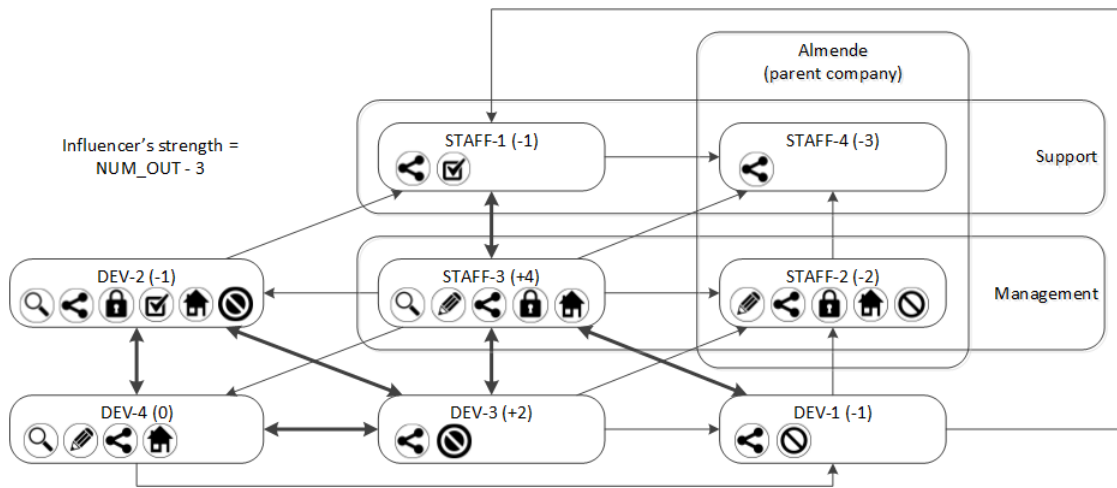 Almende
(parent company)
Influencer's strength =
NUM_OUT - 3
STAFF-1 (-1)
STAFF-4 (-3)
Support
DEV-2 (-1)
STAFF-3 (+4)
STAFF-2 (-2)
Management
DEV-4 (0)
DEV-3 (+2)
DEV-1 (-1)